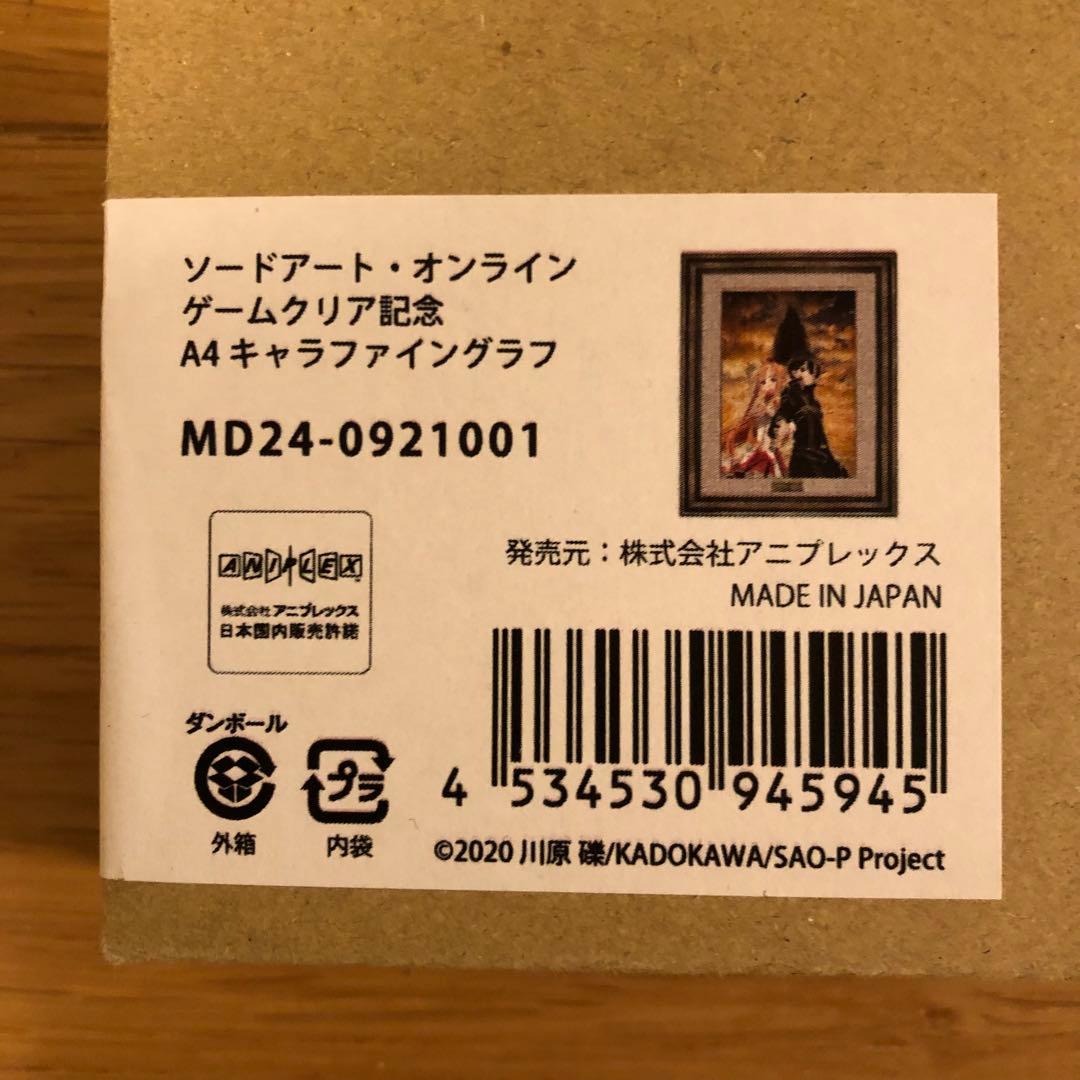 ソードアート・オンライン
ゲームクリア記念
A4 キャラファイングラフ
MD24-0921001
ANIPLEX
株式会社 アニプレックス
日本国内販売許諾
発売元：株式会社アニプレックス
MADE IN JAPAN
ダンボール
外箱
プラ
内袋
4 534530 945945
©2020 川原 礫/KADOKAWA/SAO-P Project